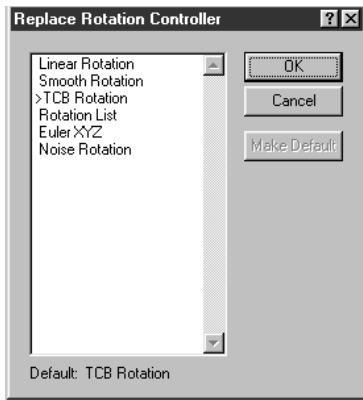 Replace Rotation Controller
Linear Rotation
Smooth Rotation
>TCB Rotation
Rotation List
Euler XYZ
Noise Rotation
OK
Cancel
Make Default
Default: TCB Rotation